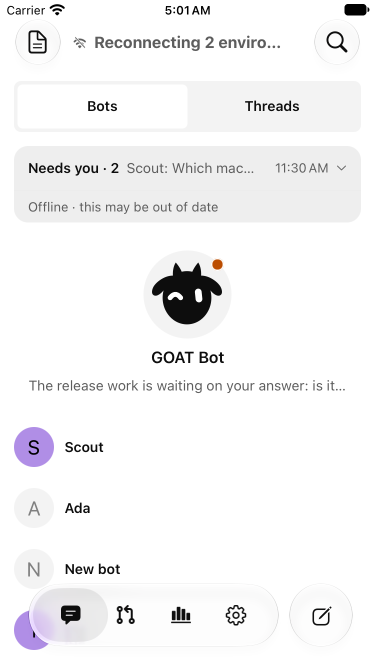 Carrier 5:01 AM
Reconnecting 2 enviro...
Bots Threads
Needs you · 2 Scout: Which mac... 11:30 AM
Offline · this may be out of date
GOAT Bot
The release work is waiting on your answer: is it...
S Scout
A Ada
N New bot